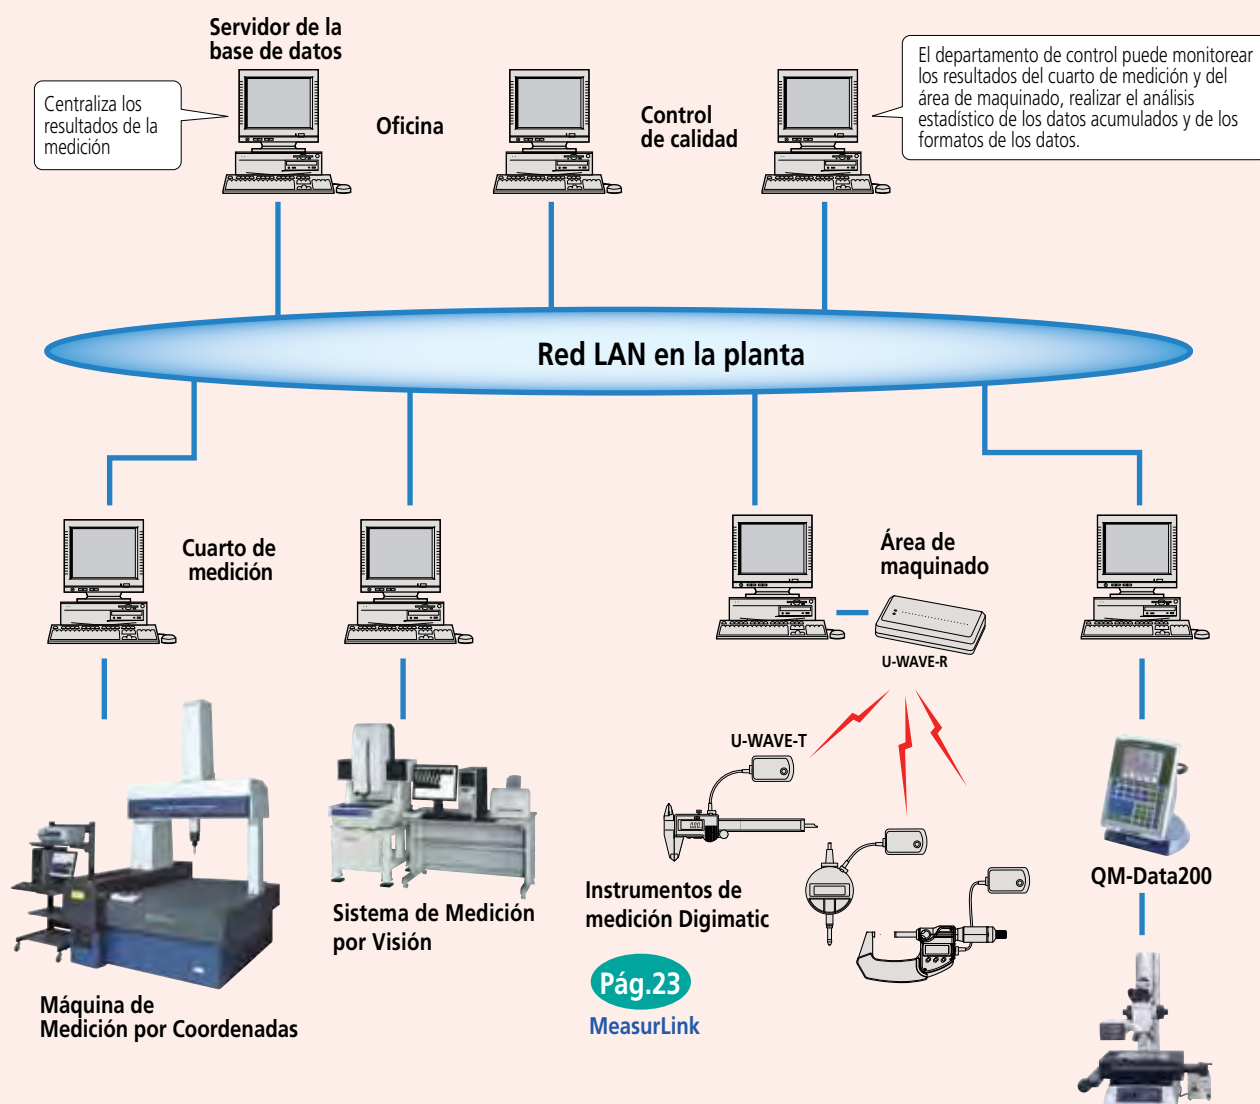 Servidor de la
base de datos
Centraliza los
resultados de la
medición
Oficina
Control
de calidad
El departamento de control puede monitorear
los resultados del cuarto de medición y del
área de maquinado, realizar el análisis
estadístico de los datos acumulados y de los
formatos de los datos.
Red LAN en la planta
Cuarto de
medición
Área de
maquinado
U-WAVE-R
U-WAVE-T
Máquina de
Medición por Coordenadas
Sistema de Medición
por Visión
Instrumentos de
medición Digimatic
Pág.23
MeasurLink
QM-Data200